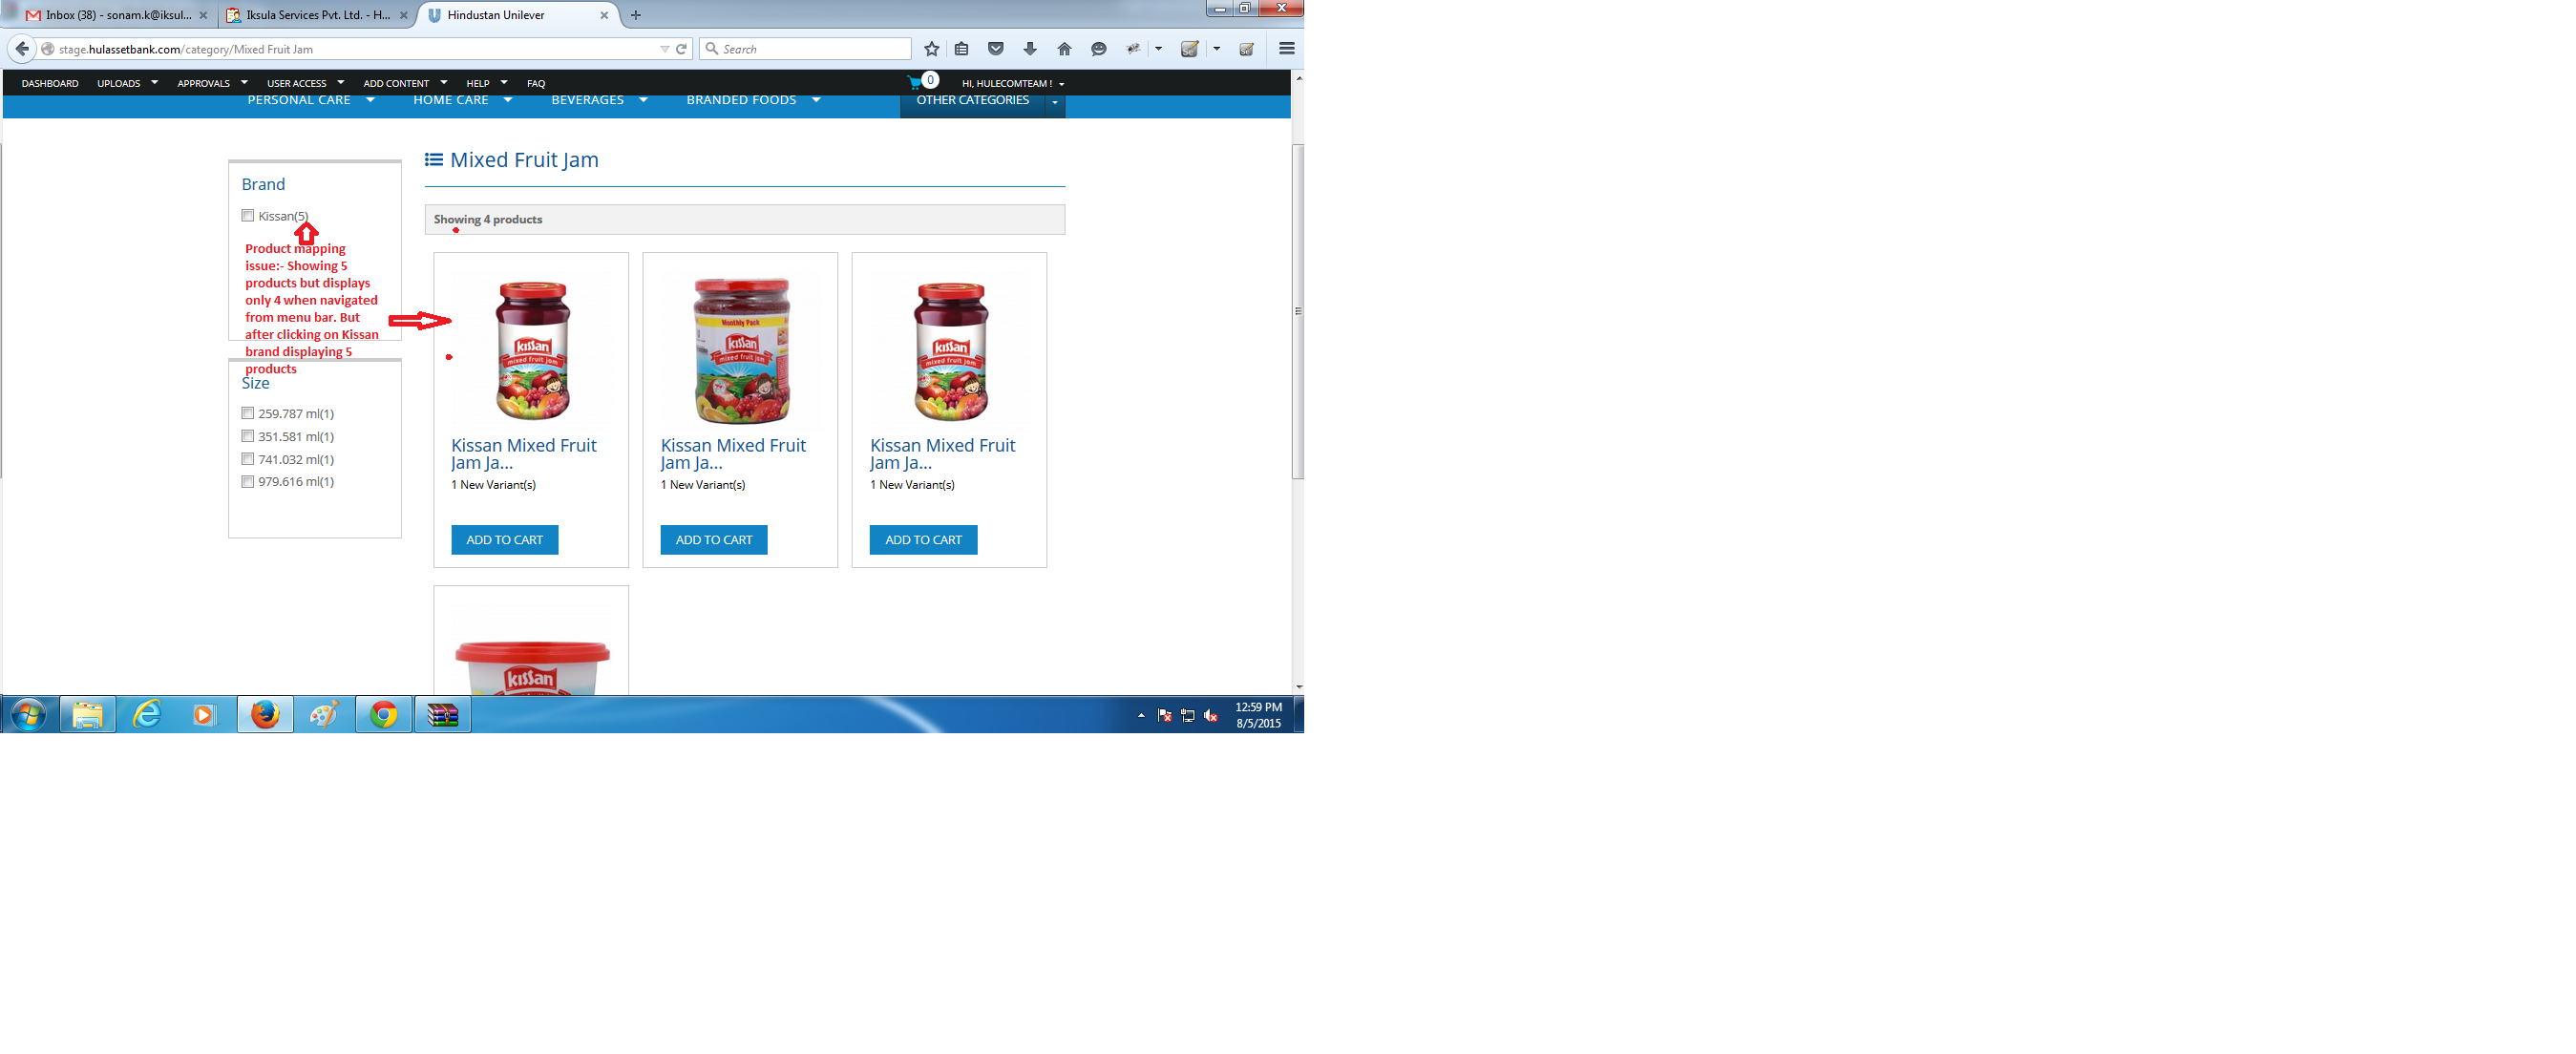 Inbox (38) - sonam.k@iksul...
Iksula Services Pvt. Ltd. - H...
Hindustan Unilever
stage.hulassetbank.com/category/Mixed Fruit Jam
Search
DASHBOARD UPLOADS APPROVALS USER ACCESS ADD CONTENT HELP FAQ 0 HI, HULECOMTEAM !
PERSONAL CARE HOME CARE BEVERAGES BRANDED FOODS OTHER CATEGORIES
Mixed Fruit Jam
Brand
Kissan(5)
Showing 4 products
Product mapping
issue:- Showing 5
products but displays
only 4 when navigated
from menu bar. But
after clicking on Kissan
brand displaying 5
products
Size
259.787 ml(1)
351.581 ml(1)
741.032 ml(1)
979.616 ml(1)
kissan
mixed fruit jam
Kissan Mixed Fruit
Jam Ja...
1 New Variant(s)
ADD TO CART
Monthly Pack
kissan
mixed fruit jam
Kissan Mixed Fruit
Jam Ja...
1 New Variant(s)
ADD TO CART
kissan
mixed fruit jam
Kissan Mixed Fruit
Jam Ja...
1 New Variant(s)
ADD TO CART
kissan
12:59 PM
8/5/2015